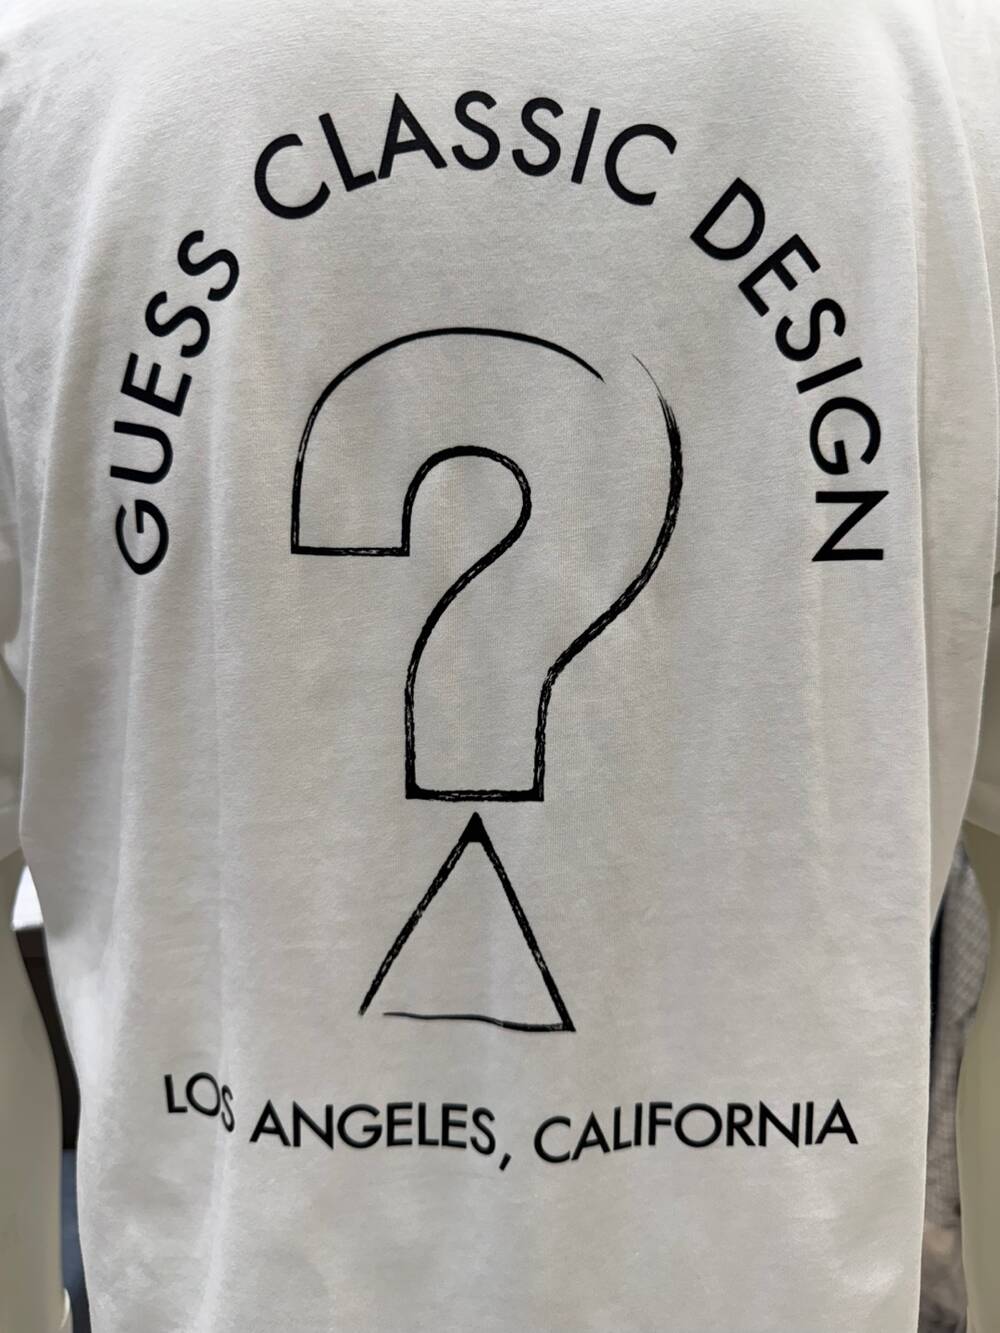 GUESS CLASSIC DESIGN
?
LOS ANGELES, CALIFORNIA